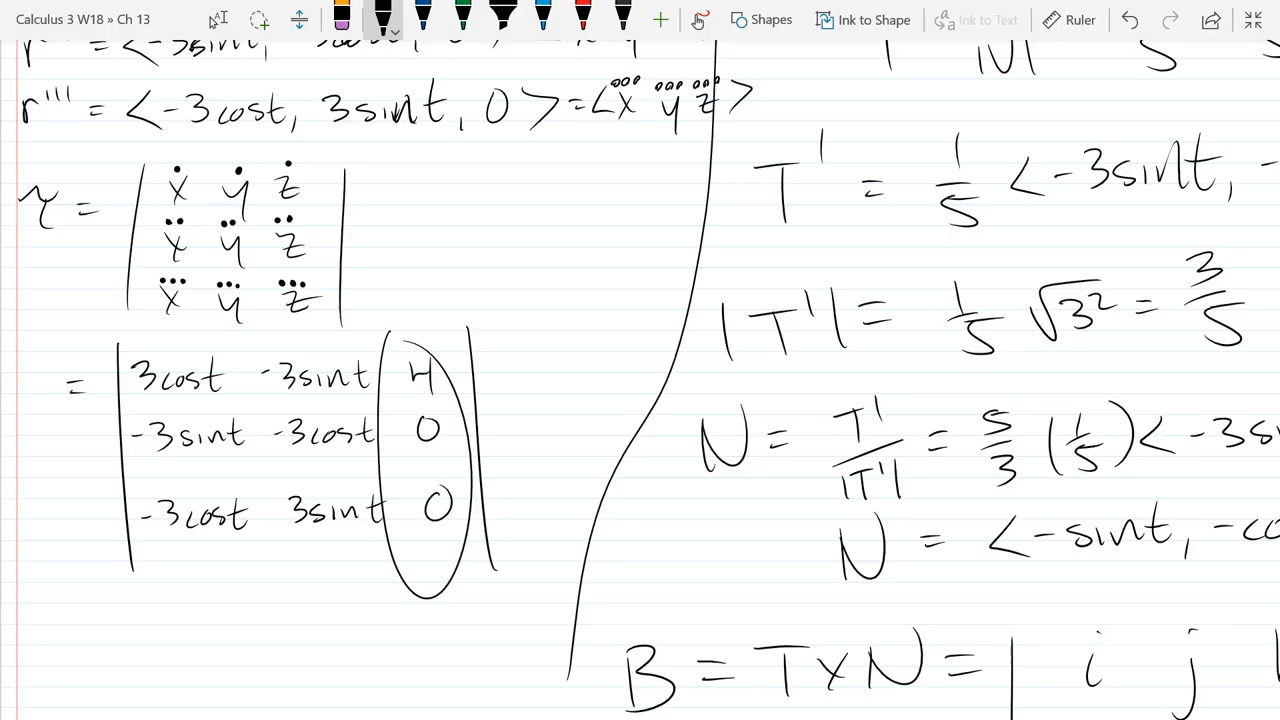 Calculus 3 W18 » Ch 13
Shapes
Ink to Shape
Ink to Text
Ruler
r''' = < -3cost, 3sint, 0 > = < x⃛ y⃛ z⃛ >
τ = | ẋ ẏ ż |
ẍ ÿ z̈
x⃛ y⃛ z⃛
= | 3cost -3sint 4 |
-3sint -3cost 0
-3cost 3sint 0
T' = 1/5 < -3sint, -
|T'| = 1/5 √3² = 3/5
N = T'/|T'| = 5/3 (1/5) < -3si
N = < -sint, -co
B = T x N = | i j